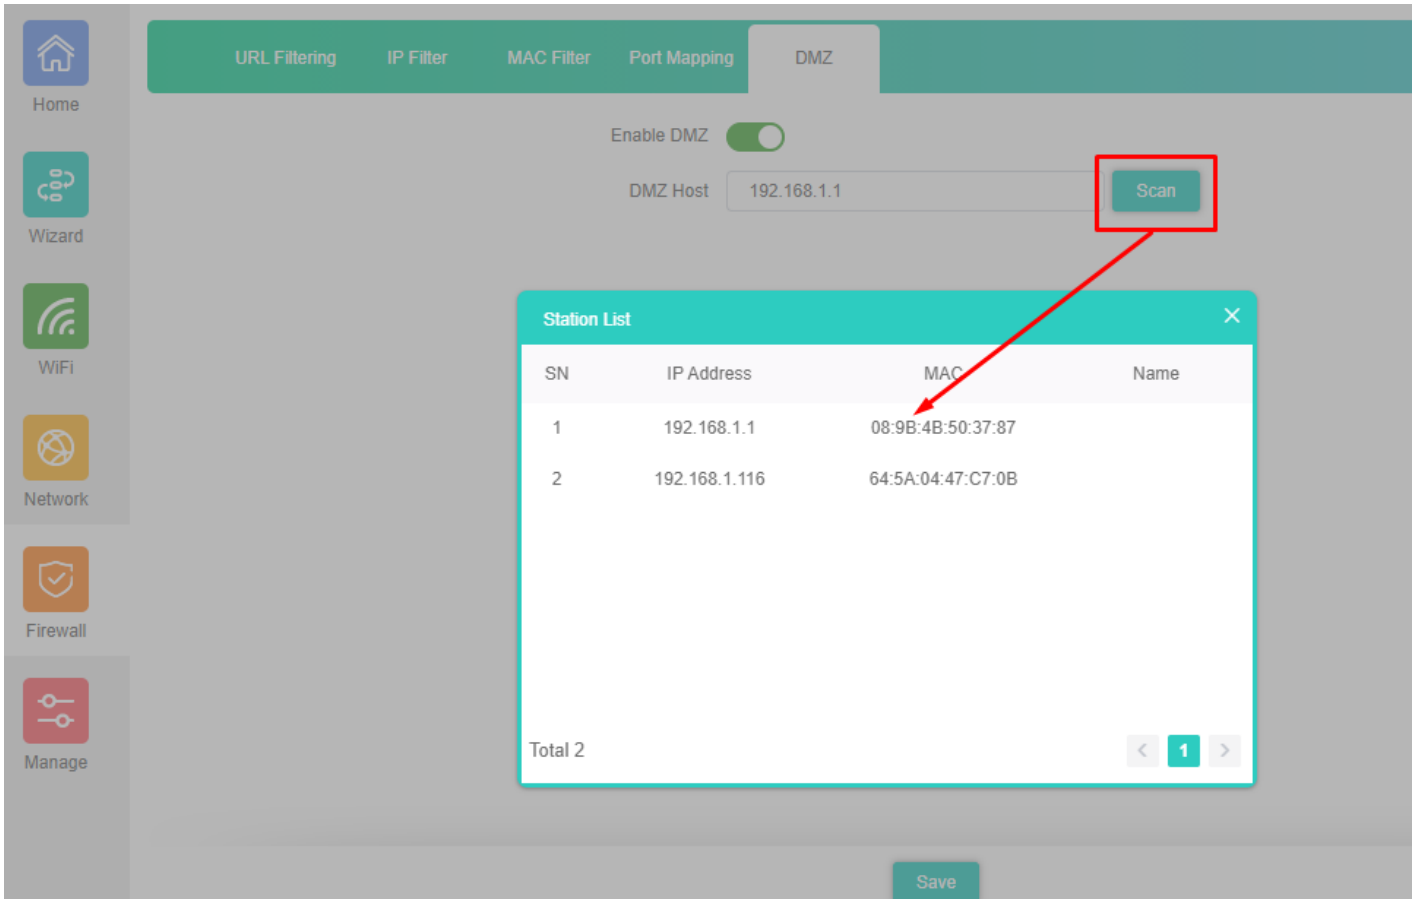 URL Filtering IP Filter MAC Filter Port Mapping DMZ
Home
Enable DMZ
DMZ Host 192.168.1.1 Scan
Wizard
Station List
WiFi
SN IP Address MAC Name
1 192.168.1.1 08:9B:4B:50:37:87
2 192.168.1.116 64:5A:04:47:C7:0B
Network
Firewall
Total 2 < 1 >
Manage
Save